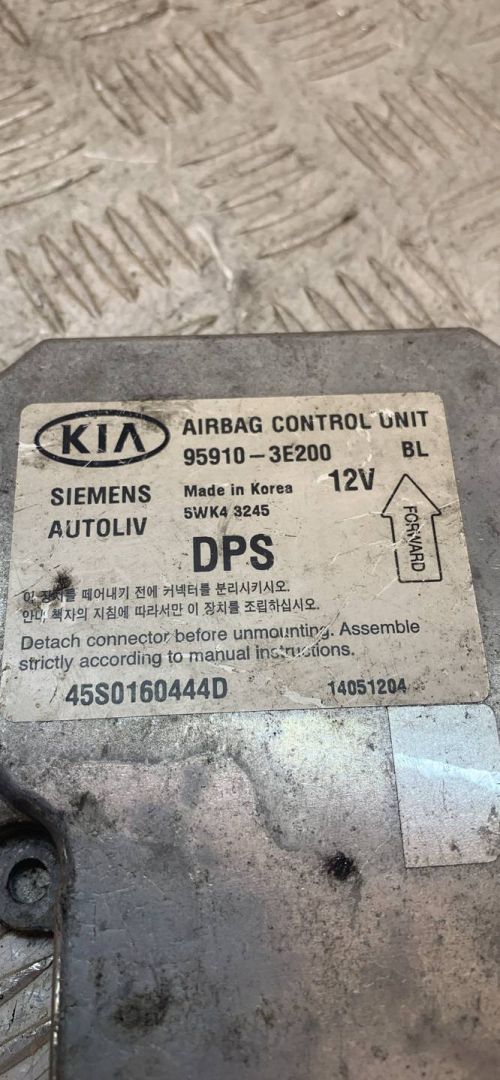 KIA AIRBAG CONTROL UNIT
95910-3E200 BL
SIEMENS Made in Korea 12V
AUTOLIV 5WK4 3245
FORWARD
DPS
이 장치를 떼어내기 전에 커넥터를 분리시키시오.
안내 책자의 지침에 따라서만 이 장치를 조립하십시오.
Detach connector before unmounting. Assemble
strictly according to manual instructions.
45S0160444D 14051204